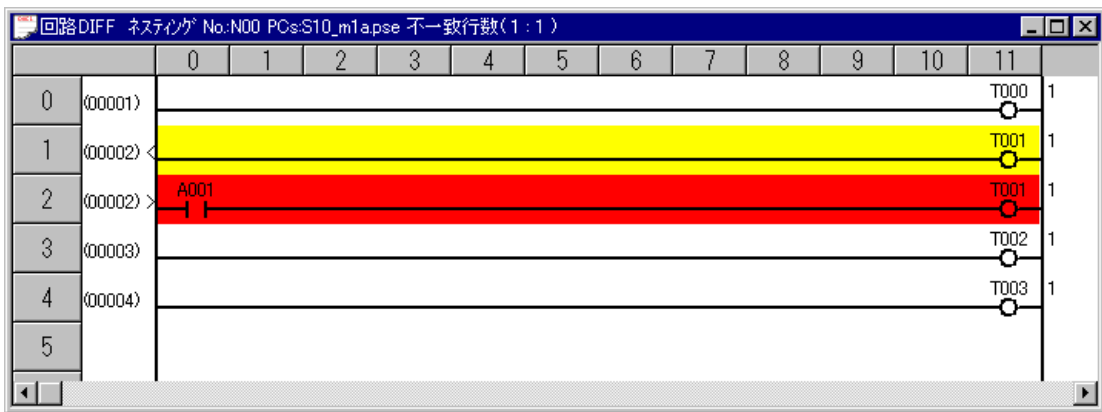 回路DIFF ネスティング No.:N00 PCs:S10_m1a.pse 不一致行数(1:1)
0 1 2 3 4 5 6 7 8 9 10 11
0 (00001) T000 1
1 (00002) < T001 1
2 (00002) > A001 T001 1
3 (00003) T002 1
4 (00004) T003 1
5